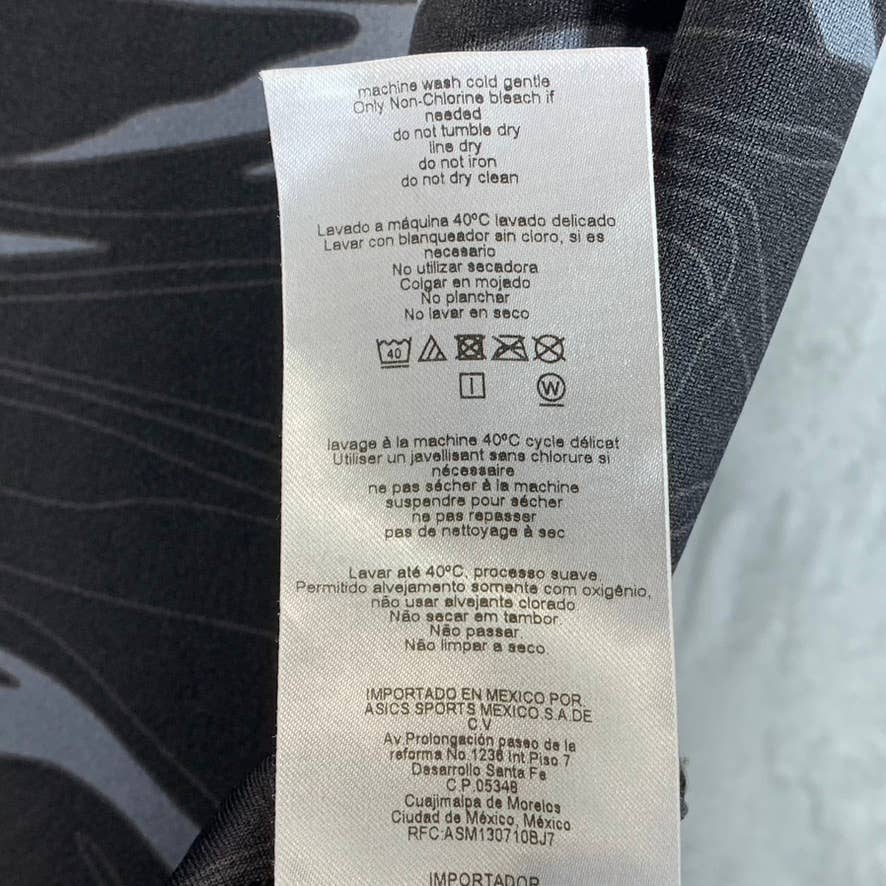 machine wash cold gentle
Only Non-Chlorine bleach if
needed
do not tumble dry
line dry
do not iron
do not dry clean
Lavado a máquina 40ºC lavado delicado
Lavar con blanqueador sin cloro, si es
necesario
No utilizar secadora
Colgar en mojado
No planchar
No lavar en seco
40
W
lavage à la machine 40ºC cycle délicat
Utiliser un javellisant sans chlorure si
nécessaire
ne pas sécher à la machine
suspendre pour sécher
ne pas repasser
pas de nettoyage à sec
Lavar até 40ºC, processo suave.
Permitido alvejamento somente com oxigênio,
não usar alvejante clorado.
Não secar em tambor.
Não passar.
Não limpar a seco.
IMPORTADO EN MEXICO POR.
ASICS SPORTS MEXICO S.A.DE
C.V
Av.Prolongación paseo de la
reforma No.1236 Int Piso 7
Desarrollo Santa Fe
C.P.05348
Cuajimalpa de Morelos
Ciudad de México, México
RFC:ASM130710BJ7
IMPORTADOR